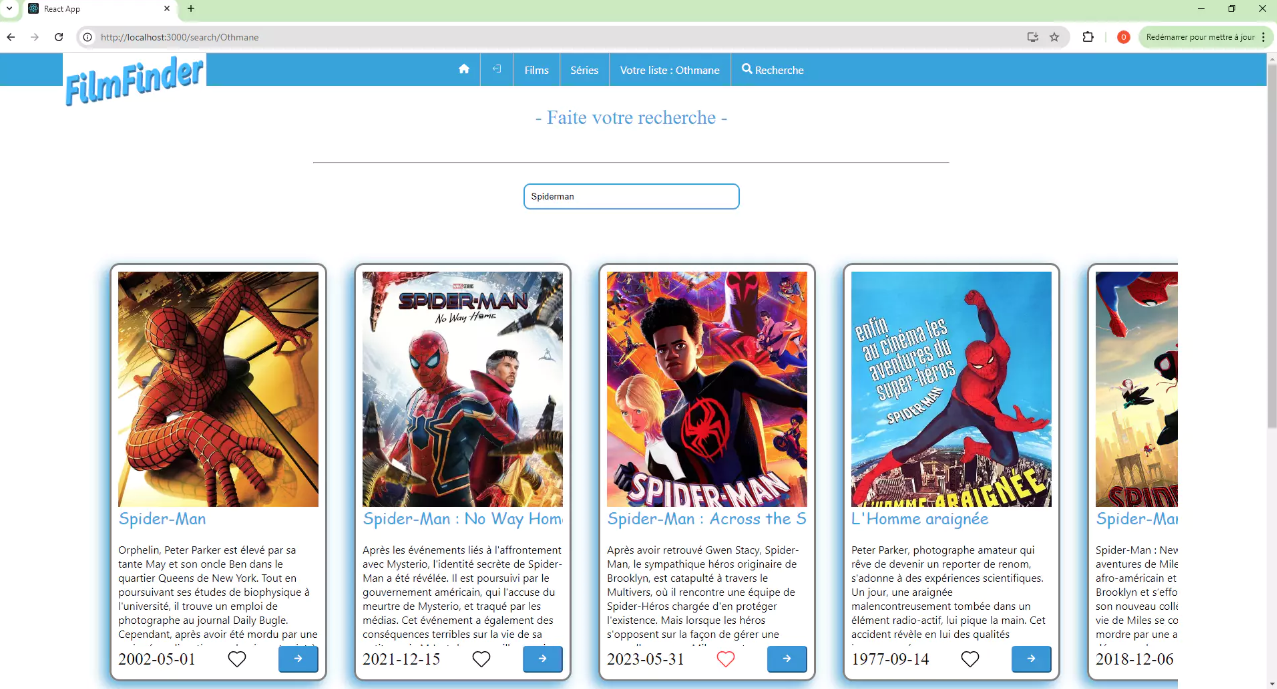 React App
http://localhost:3000/search/Othmane
O
Redémarrer pour mettre à jour
FilmFinder
Films
Séries
Votre liste : Othmane
Recherche
- Faite votre recherche -
Spiderman
Spider-Man
Orphelin, Peter Parker est élevé par sa
tante May et son oncle Ben dans le
quartier Queens de New York. Tout en
poursuivant ses études de biophysique à
l'université, il trouve un emploi de
photographe au journal Daily Bugle.
Cependant, après avoir été mordu par une
2002-05-01
SPIDER-MAN
No Way Home
Spider-Man : No Way Hom
Après les événements liés à l'affrontement
avec Mysterio, l'identité secrète de Spider-
Man a été révélée. Il est poursuivi par le
gouvernement américain, qui l'accuse du
meurtre de Mysterio, et traqué par les
médias. Cet événement a également des
conséquences terribles sur la vie de sa
2021-12-15
SPIDER-MAN
Spider-Man : Across the S
Après avoir retrouvé Gwen Stacy, Spider-
Man, le sympathique héros originaire de
Brooklyn, est catapulté à travers le
Multivers, où il rencontre une équipe de
Spider-Héros chargée d'en protéger
l'existence. Mais lorsque les héros
s'opposent sur la façon de gérer une
2023-05-31
enfin
au cinéma les
aventures du
super-héros
SPIDER-MAN
L'HOMME ARAIGNÉE
L'Homme araignée
Peter Parker, photographe amateur qui
rêve de devenir un reporter de renom,
s'adonne à des expériences scientifiques.
Un jour, une araignée
malencontreusement tombée dans un
élément radio-actif, lui pique la main. Cet
accident révèle en lui des qualités
1977-09-14
SPID
Spider-Ma
Spider-Man : New
aventures de Mile
afro-américain et
Brooklyn et s'effo
son nouveau collè
vie de Miles se co
mordre par une a
2018-12-06